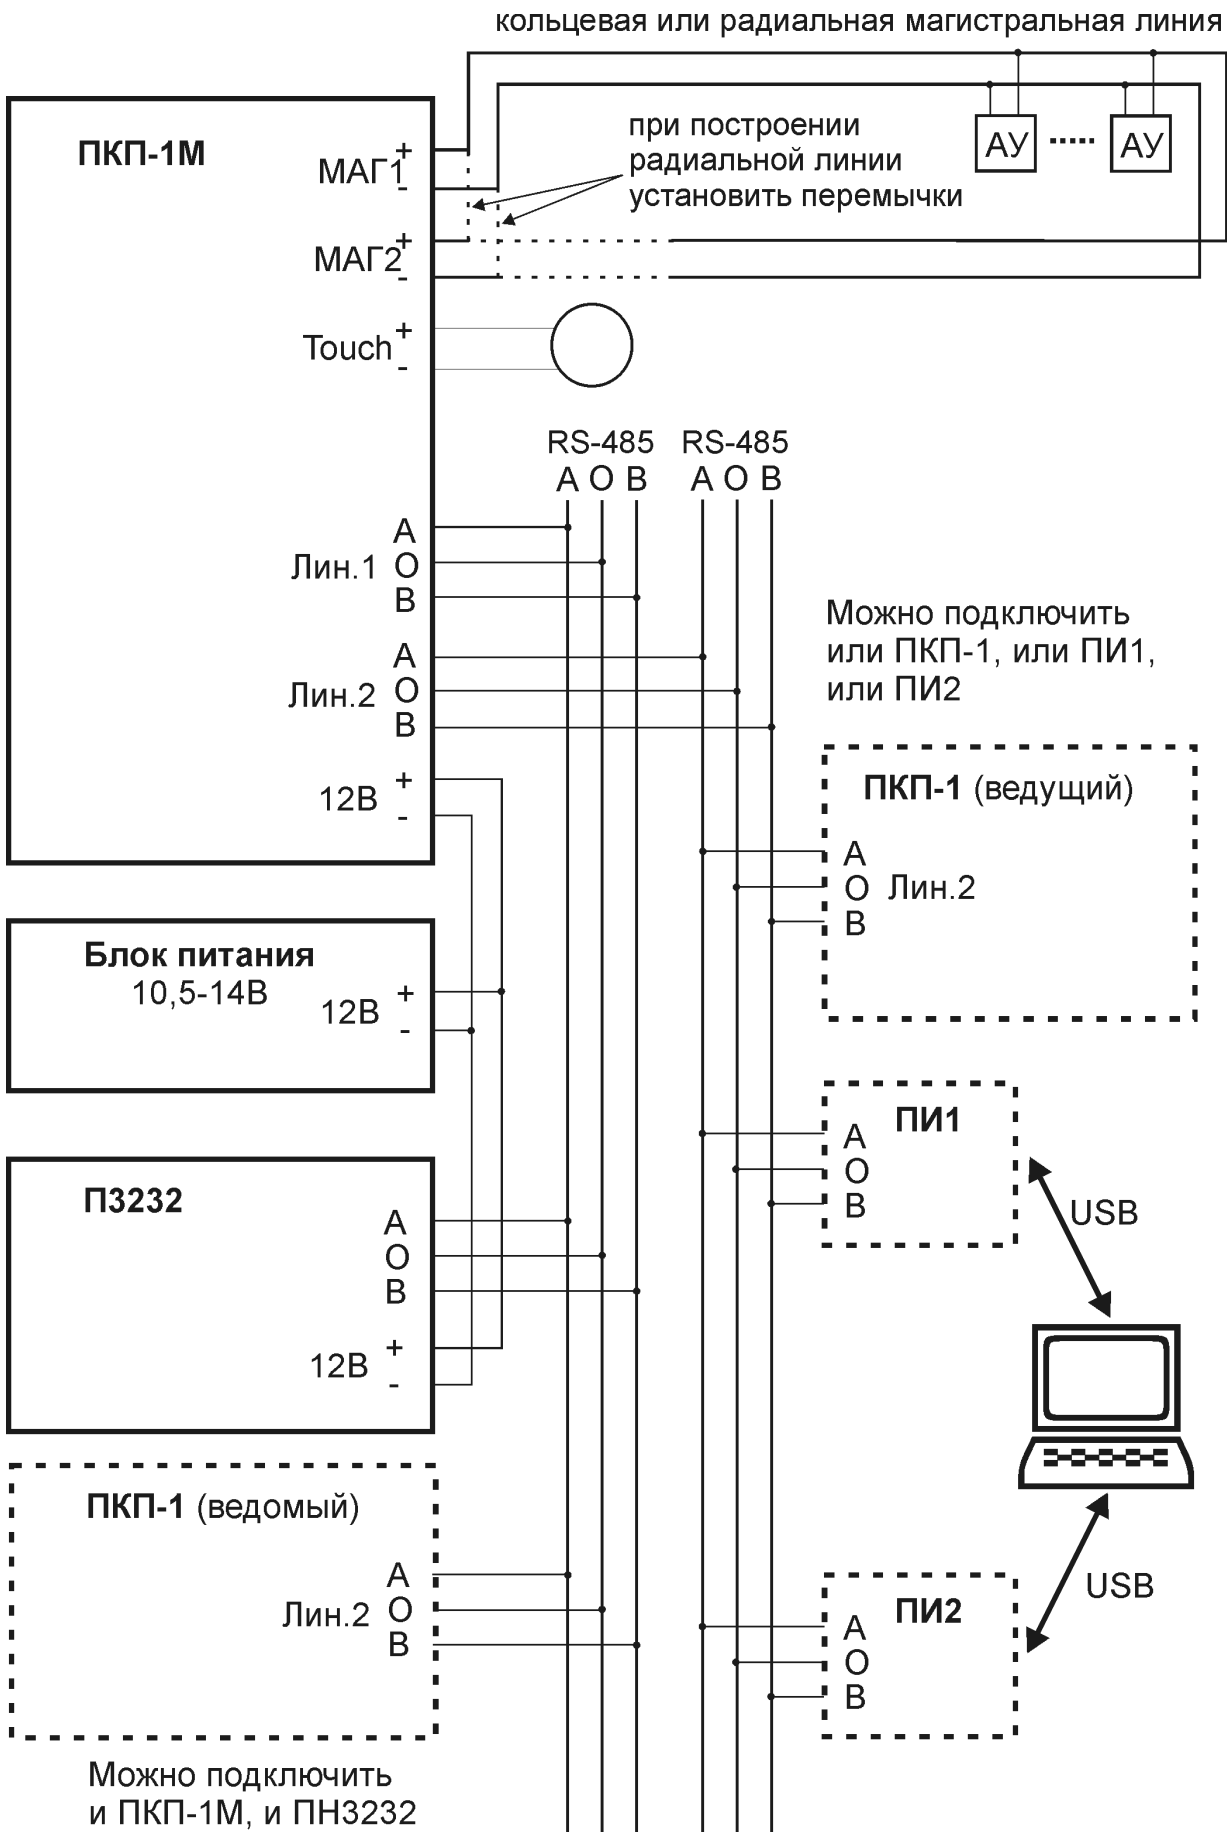 кольцевая или радиальная магистральная линия
ПКП-1М
+
МАГ1
-
при построении
радиальной линии
установить перемычки
АУ ..... АУ
+
МАГ2
-
+
Touch
-
RS-485 RS-485
А О В А О В
А
Лин.1 О
В
А
Лин.2 О
В
+
12В
-
Можно подключить
или ПКП-1, или ПИ1,
или ПИ2
ПКП-1 (ведущий)
А
О Лин.2
В
Блок питания
10,5-14В
+
12В
-
ПИ1
А
О
В
USB
П3232
А
О
В
+
12В
-
ПКП-1 (ведомый)
А
Лин.2 О
В
USB
ПИ2
А
О
В
Можно подключить
и ПКП-1М, и ПН3232